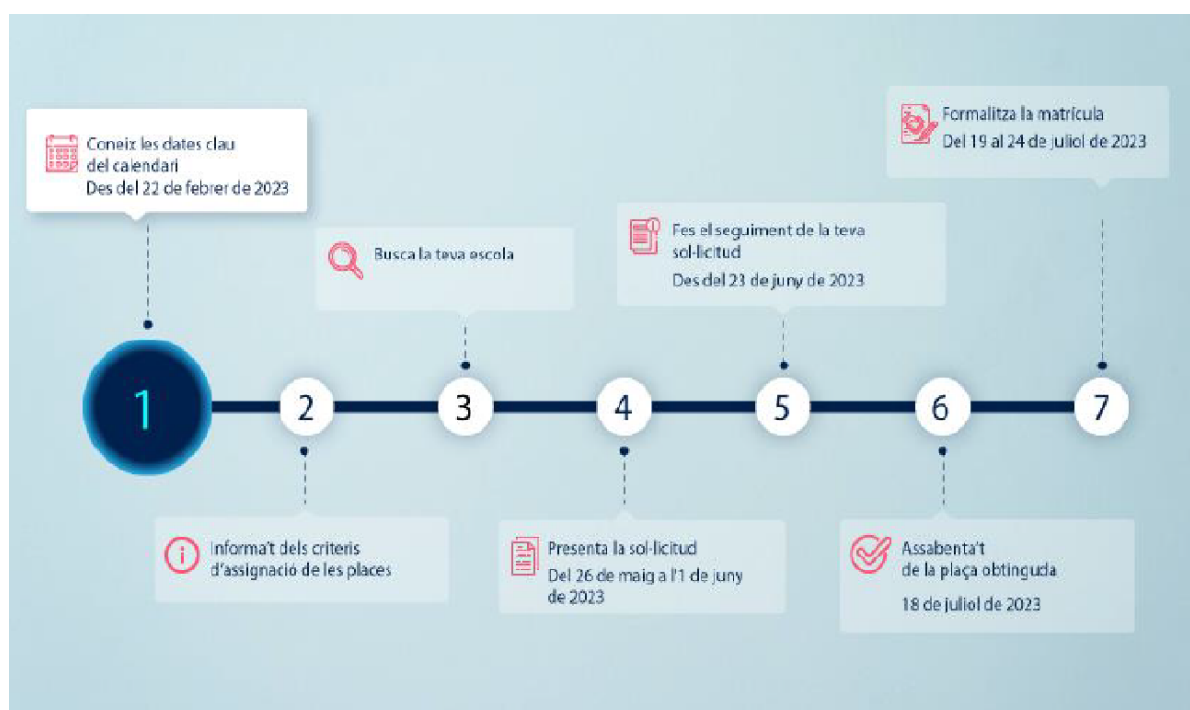 Coneix les dates clau
del calendari
Des del 22 de febrer de 2023
1
2
Informa't dels criteris
d'assignació de les places
3
Busca la teva escola
4
Presenta la sol·licitud
Del 26 de maig a l'1 de juny
de 2023
5
Fes el seguiment de la teva
sol·licitud
Des del 23 de juny de 2023
6
Assabenta't
de la plaça obtinguda
18 de juliol de 2023
7
Formalitza la matrícula
Del 19 al 24 de juliol de 2023